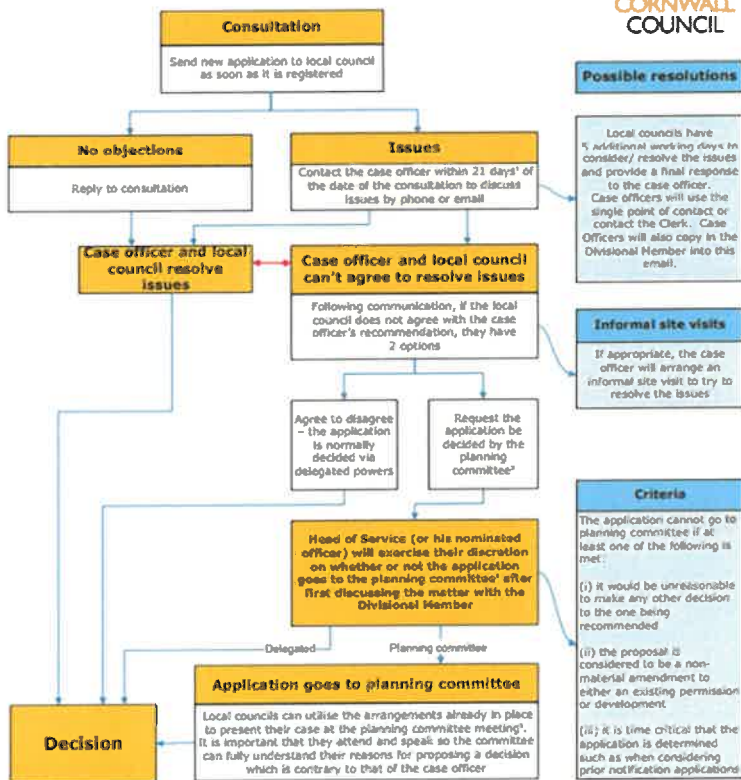 CORNWALL
COUNCIL
Consultation
Send new application to local council
as soon as it is registered
No objections
Reply to consultation
Issues
Contact the case officer within 21 days¹ of
the date of the consultation to discuss
issues by phone or email
Case officer and local
council resolve
issues
Case officer and local council
can't agree to resolve issues
Following communication, if the local
council does not agree with the case
officer's recommendation, they have
2 options
Agree to disagree
– the application
is normally
decided via
delegated powers
Request the
application be
decided by the
planning
committee²
Head of Service (or his nominated
officer) will exercise their discretion
on whether or not the application
goes to the planning committee¹ after
first discussing the matter with the
Divisional Member
Delegated
Planning committee
Application goes to planning committee
Local councils can utilise the arrangements already in place
to present their case at the planning committee meeting³.
It is important that they attend and speak so the committee
can fully understand their reasons for proposing a decision
which is contrary to that of the case officer
Decision
Possible resolutions
Local councils have
5 additional working days to
consider/ resolve the issues
and provide a final response
to the case officer.
Case officers will use the
single point of contact or
contact the Clerk. Case
Officers will also copy in the
Divisional Member into this
email.
Informal site visits
If appropriate, the case
officer will arrange an
informal site visit to try to
resolve the issues
Criteria
The application cannot go to
planning committee if at
least one of the following is
met:
(i) it would be unreasonable
to make any other decision
to the one being
recommended
(ii) the proposal is
considered to be a non-
material amendment to
either an existing permission
or development
(iii) it is time critical that the
application is determined
such as when considering
prior notification applications